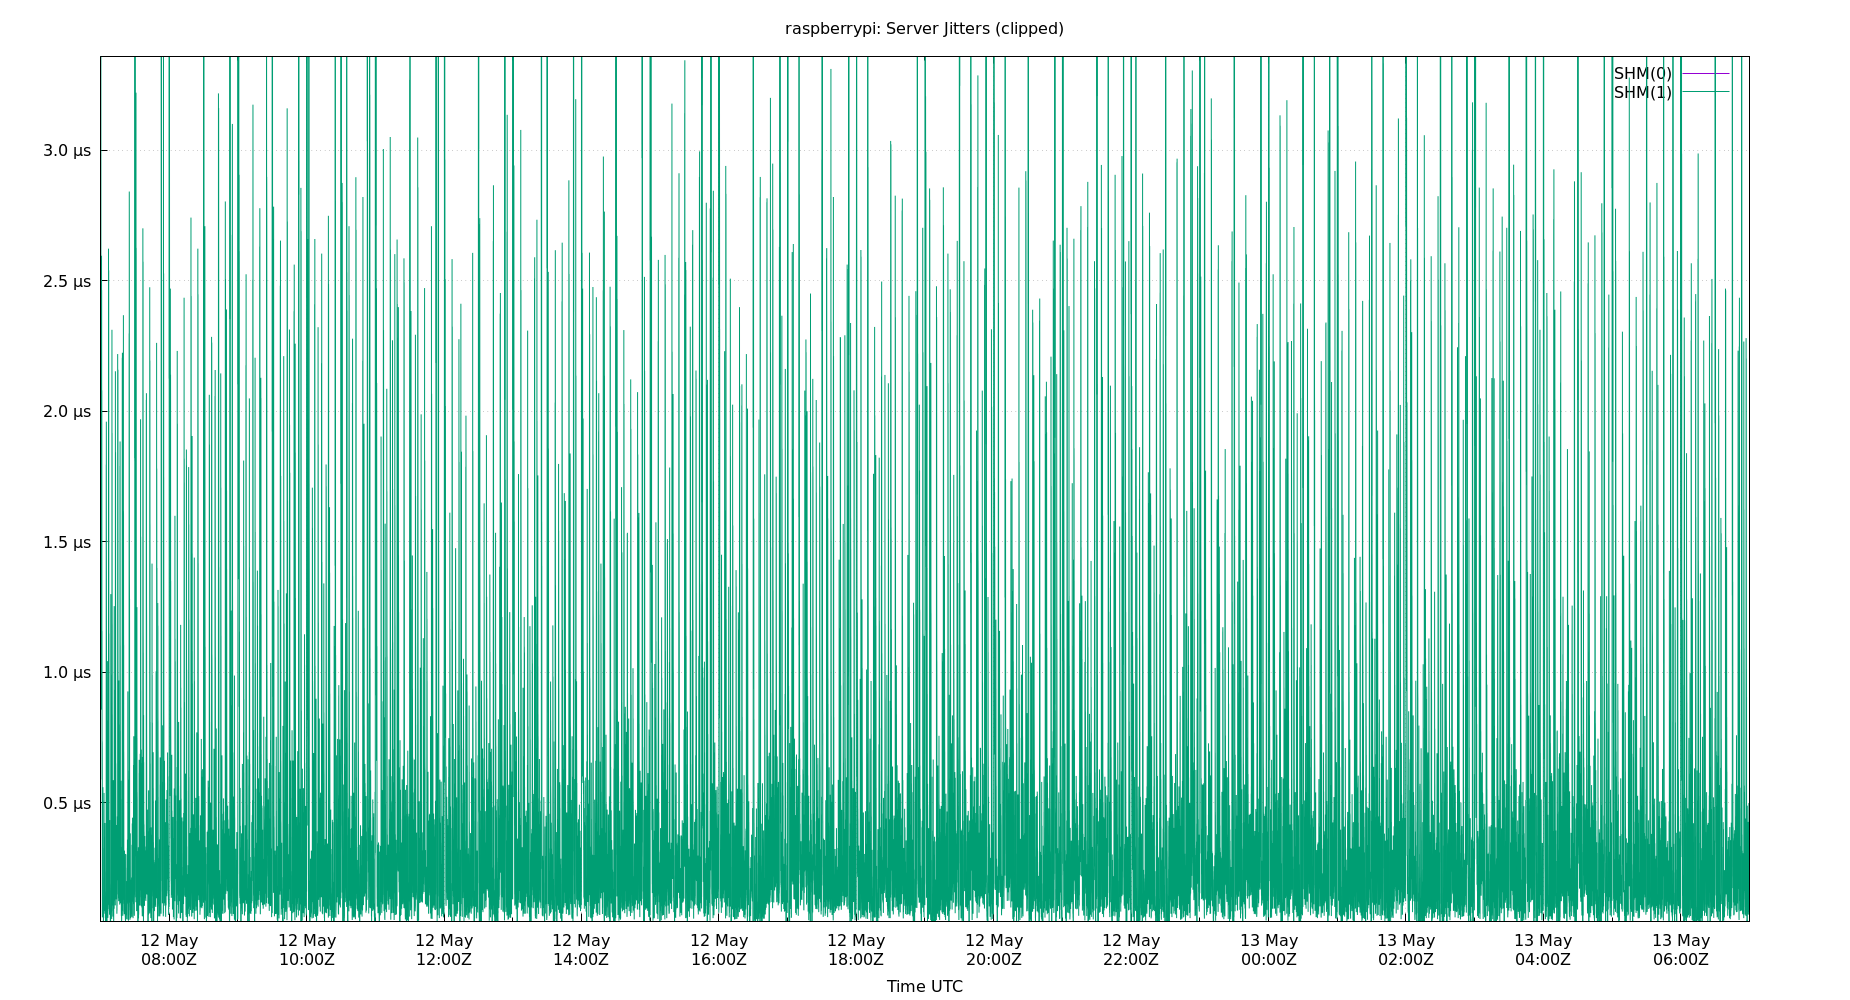 raspberrypi: Server Jitters (clipped)
SHM(0)
SHM(1)
3.0 µs
2.5 µs
2.0 µs
1.5 µs
1.0 µs
0.5 µs
12 May 12 May 12 May 12 May 12 May 12 May 12 May 12 May 13 May 13 May 13 May 13 May
08:00Z 10:00Z 12:00Z 14:00Z 16:00Z 18:00Z 20:00Z 22:00Z 00:00Z 02:00Z 04:00Z 06:00Z
Time UTC